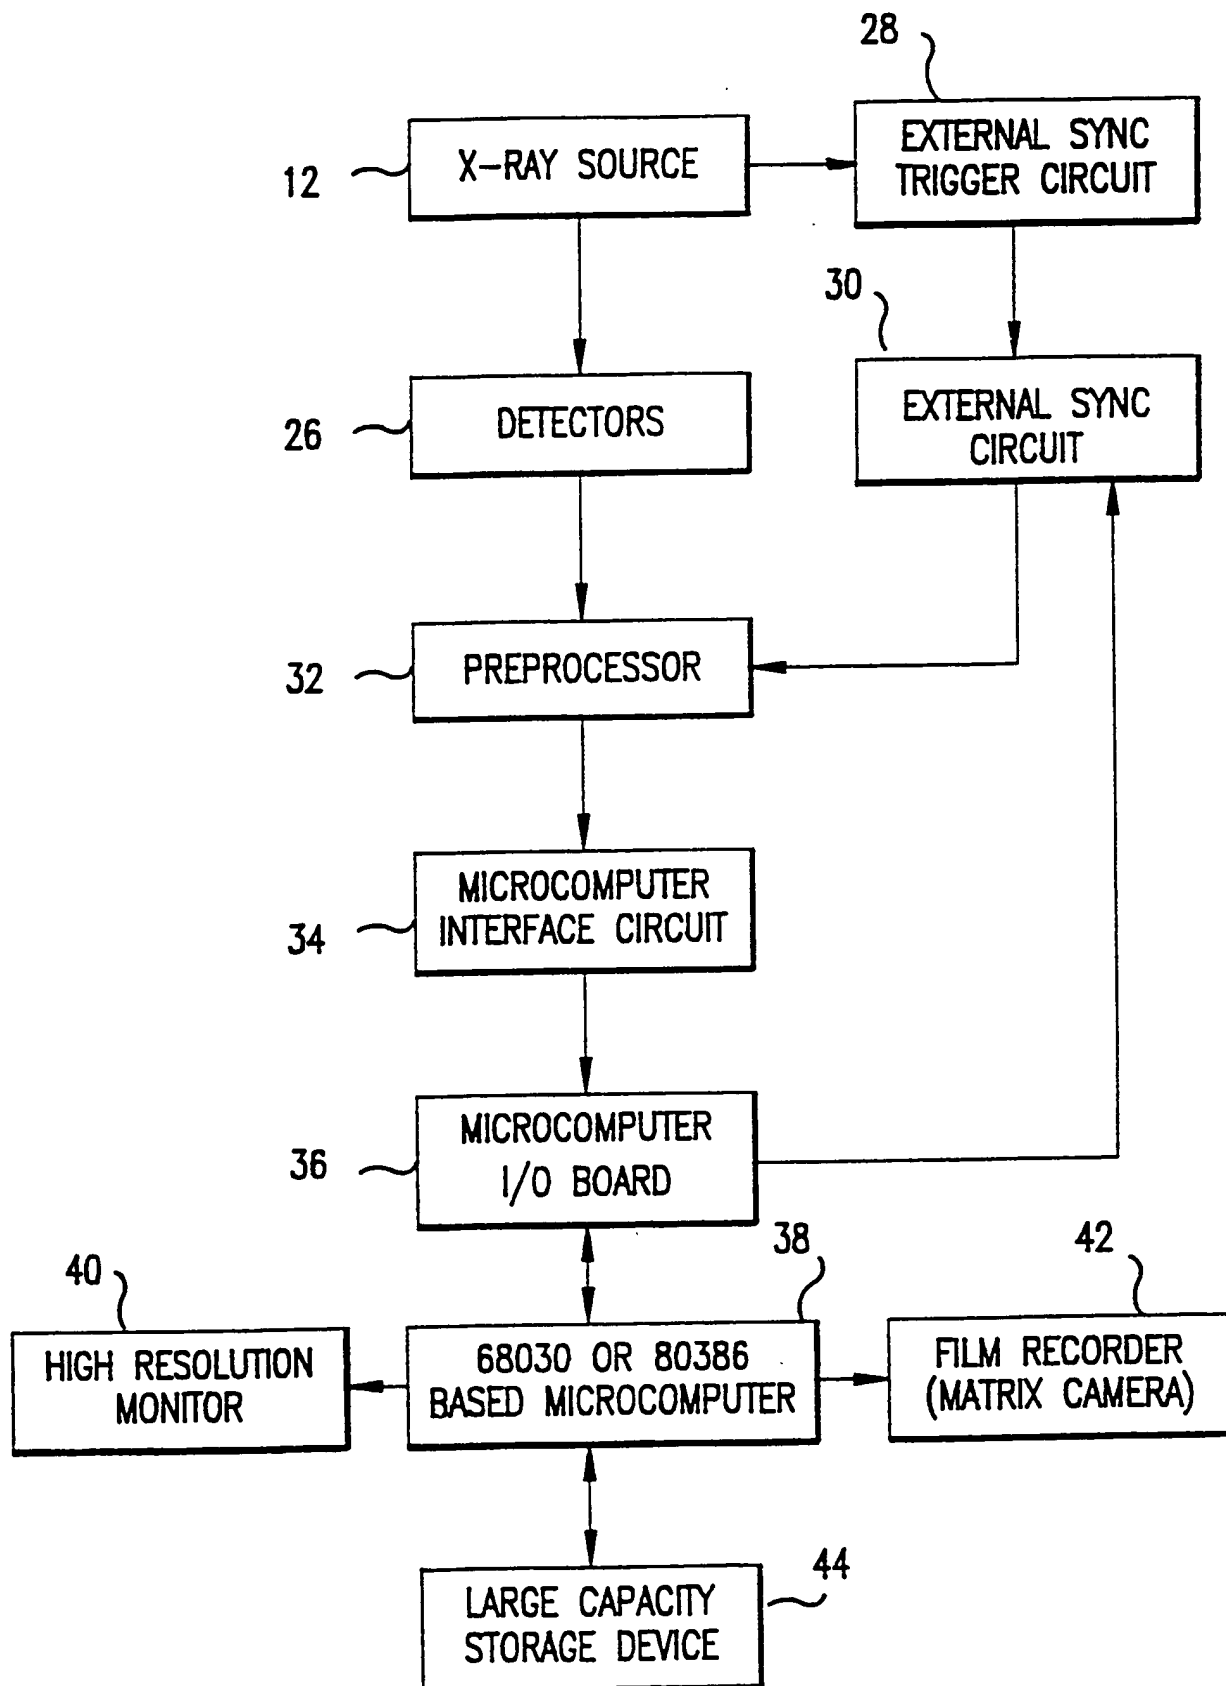 28
12
X-RAY SOURCE
EXTERNAL SYNC
TRIGGER CIRCUIT
30
26
DETECTORS
EXTERNAL SYNC
CIRCUIT
32
PREPROCESSOR
34
MICROCOMPUTER
INTERFACE CIRCUIT
36
MICROCOMPUTER
I/O BOARD
40
38
42
HIGH RESOLUTION
MONITOR
68030 OR 80386
BASED MICROCOMPUTER
FILM RECORDER
(MATRIX CAMERA)
44
LARGE CAPACITY
STORAGE DEVICE